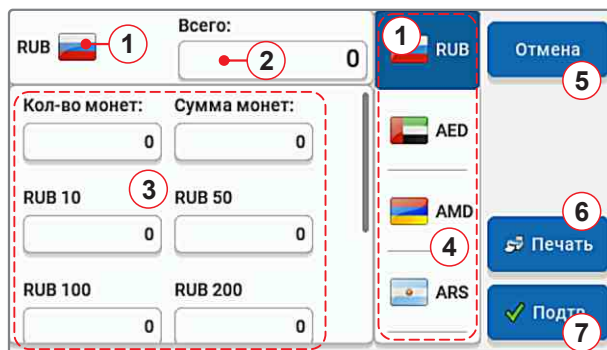 RUB
1
Всего:
2
0
Кол-во монет:
Сумма монет:
0
0
3
RUB 10
RUB 50
0
0
RUB 100
RUB 200
0
0
1
RUB
AED
AMD
4
ARS
Отмена
5
6
Печать
Подтв
7